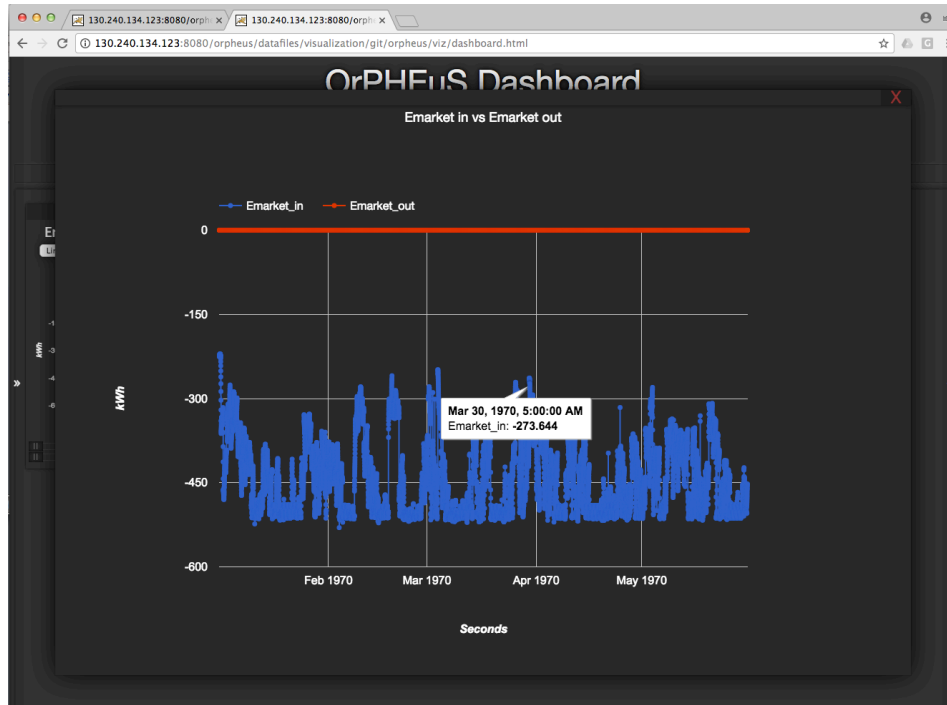 130.240.134.123:8080/orph
130.240.134.123:8080/orph
130.240.134.123:8080/orpheus/datafiles/visualization/git/orpheus/viz/dashboard.html
OrPHEuS Dashboard
X
Emarket in vs Emarket out
Emarket_in
Emarket_out
0
-150
-300
-450
-600
kWh
Mar 30, 1970, 5:00:00 AM
Emarket_in: -273.644
Feb 1970
Mar 1970
Apr 1970
May 1970
Seconds
»
kWh